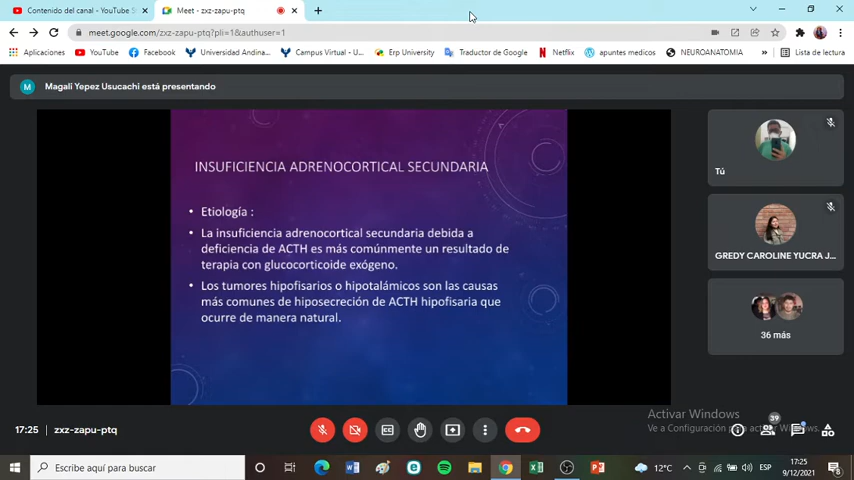 Contenido del canal - YouTube S
Meet - zxz-zapu-ptq
meet.google.com/zxz-zapu-ptq?pli=1&authuser=1
Aplicaciones
YouTube
Facebook
Universidad Andina...
Campus Virtual - U...
Erp University
Traductor de Google
Netflix
apuntes medicos
NEUROANATOMIA
»
Lista de lectura
M
Magali Yepez Usucachi está presentando
INSUFICIENCIA ADRENOCORTICAL SECUNDARIA
• Etiología :
• La insuficiencia adrenocortical secundaria debida a
deficiencia de ACTH es más comúnmente un resultado de
terapia con glucocorticoide exógeno.
• Los tumores hipofisarios o hipotalámicos son las causas
más comunes de hiposecreción de ACTH hipofisaria que
ocurre de manera natural.
Tú
GREDY CAROLINE YUCRA J...
36 más
Activar Windows
Ve a Configuración para activar Windows.
17:25
zxz-zapu-ptq
39
Escribe aquí para buscar
12°C
ESP
17:25
9/12/2021